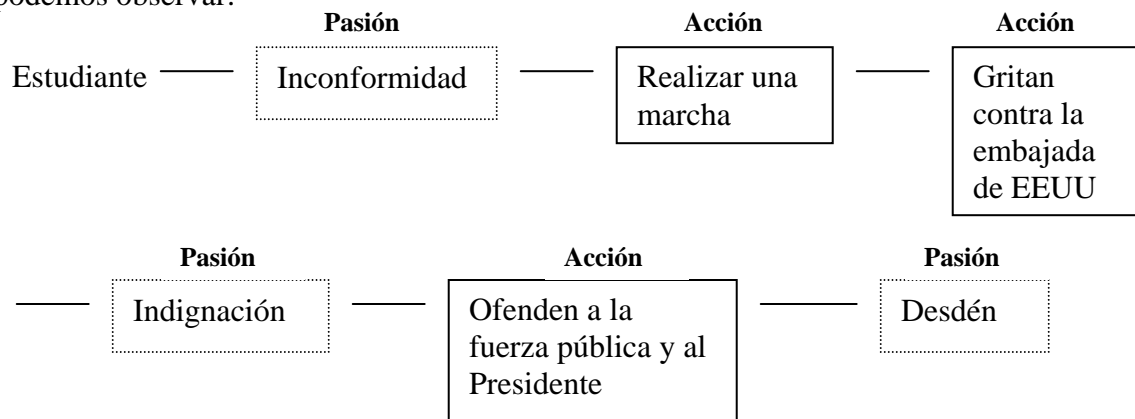 podemos observar:
Pasión Acción Acción
Estudiante Inconformidad Realizar una Gritan
marcha contra la
embajada
de EEUU
Pasión Acción Pasión
Indignación Ofenden a la Desdén
fuerza pública y al
Presidente